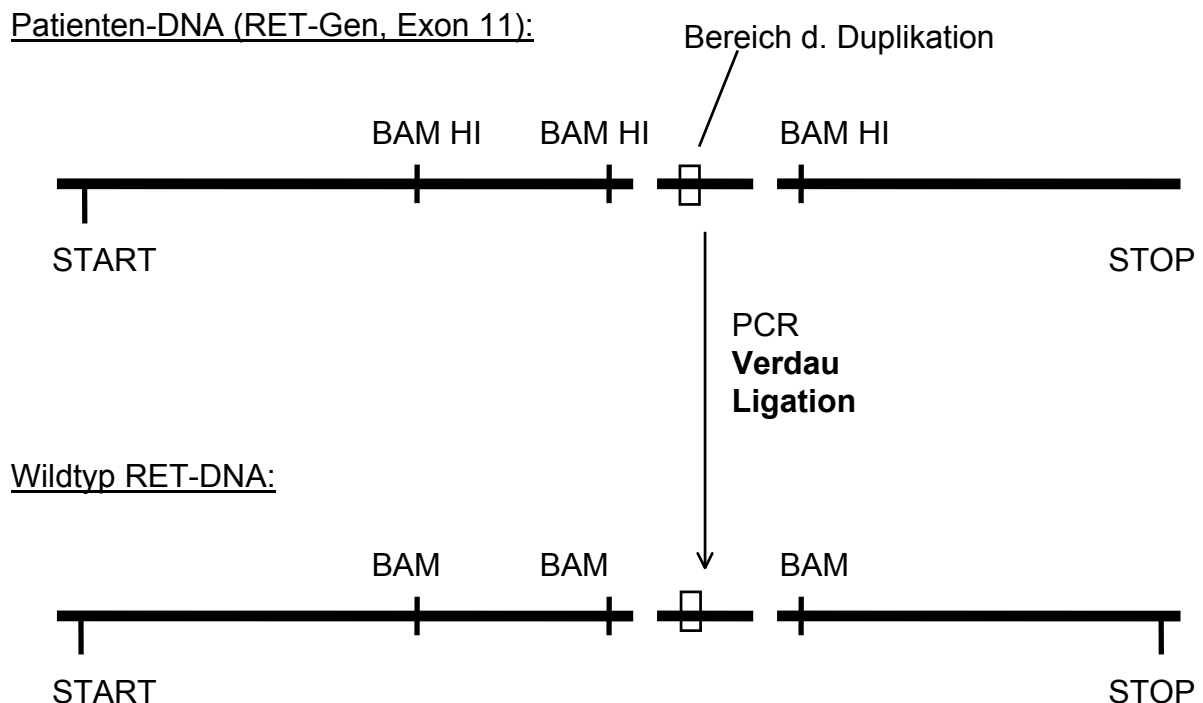 Patienten-DNA (RET-Gen, Exon 11):
Bereich d. Duplikation
BAM HI BAM HI BAM HI
START STOP
PCR
Verdau
Ligation
Wildtyp RET-DNA:
BAM BAM BAM
START STOP